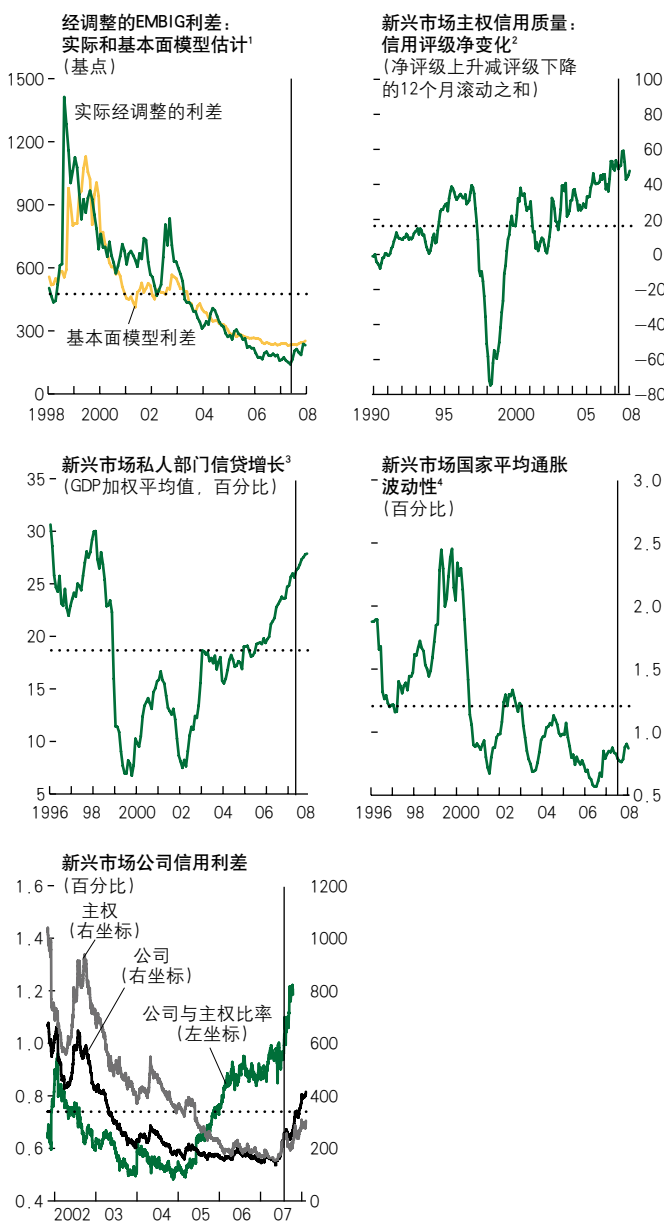 经调整的EMBIG利差：
实际和基本面模型估计¹
（基点）
1500
1200
900
600
300
0
实际经调整的利差
基本面模型利差
1998 2000 02 04 06 08
新兴市场主权信用质量：
信用评级净变化²
（净评级上升减评级下降
的12个月滚动之和）
100
80
60
40
20
0
–20
–40
–60
–80
1990 95 2000 05 08
新兴市场私人部门信贷增长³
（GDP加权平均值，百分比）
35
30
25
20
15
10
5
1996 98 2000 02 04 06 08
新兴市场国家平均通胀
波动性⁴
（百分比）
3.0
2.5
2.0
1.5
1.0
0.5
1996 98 2000 02 04 06 08
新兴市场公司信用利差
（百分比）
1.6
1.4
1.2
1.0
0.8
0.6
0.4
主权
（右坐标）
公司
（右坐标）
公司与主权比率
（左坐标）
1200
1000
800
600
400
200
0
2002 03 04 05 06 07